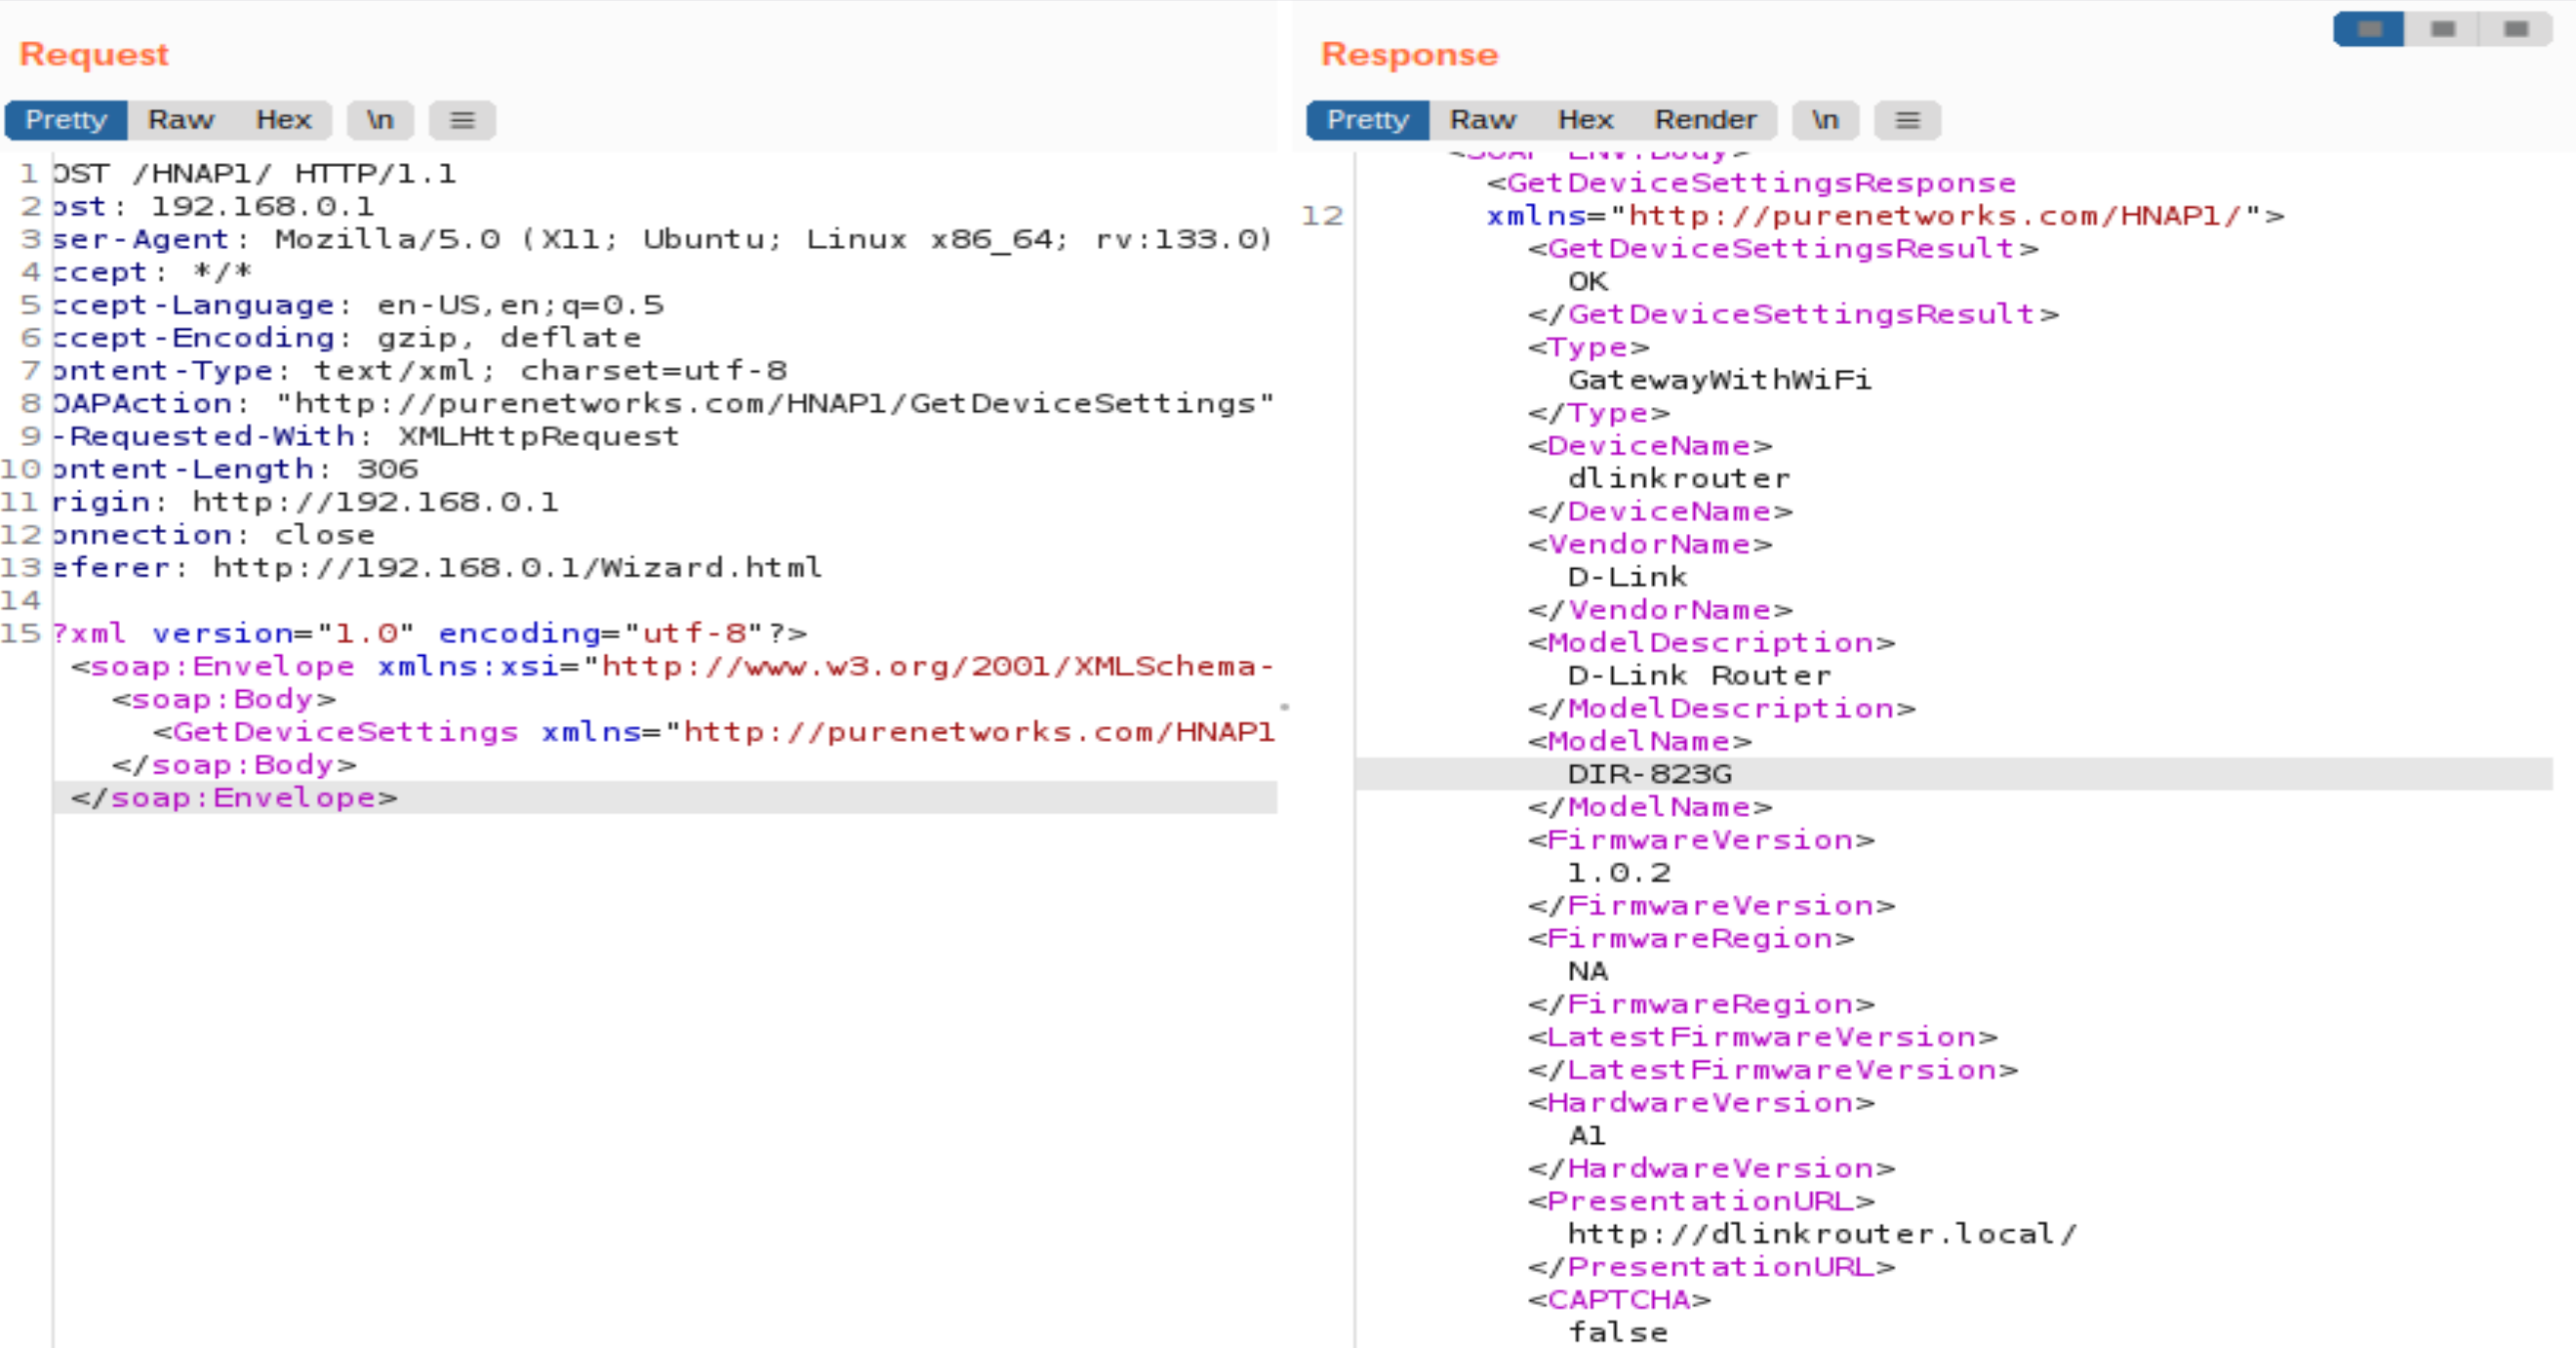 Request
Pretty Raw Hex \n ≡
1 OST /HNAP1/ HTTP/1.1
2 ost: 192.168.0.1
3 ser-Agent: Mozilla/5.0 (X11; Ubuntu; Linux x86_64; rv:133.0)
4 ccept: */*
5 ccept-Language: en-US,en;q=0.5
6 ccept-Encoding: gzip, deflate
7 ontent-Type: text/xml; charset=utf-8
8 OAPAction: "http://purenetworks.com/HNAP1/GetDeviceSettings"
9 -Requested-With: XMLHttpRequest
10 ontent-Length: 306
11 rigin: http://192.168.0.1
12 onnection: close
13 eferer: http://192.168.0.1/Wizard.html
14
15 ?xml version="1.0" encoding="utf-8"?>
<soap:Envelope xmlns:xsi="http://www.w3.org/2001/XMLSchema-
<soap:Body>
<GetDeviceSettings xmlns="http://purenetworks.com/HNAP1
</soap:Body>
</soap:Envelope>
Response
Pretty Raw Hex Render \n ≡
<SOAP-ENV:Body>
<GetDeviceSettingsResponse
12 xmlns="http://purenetworks.com/HNAP1/">
<GetDeviceSettingsResult>
OK
</GetDeviceSettingsResult>
<Type>
GatewayWithWiFi
</Type>
<DeviceName>
dlinkrouter
</DeviceName>
<VendorName>
D-Link
</VendorName>
<ModelDescription>
D-Link Router
</ModelDescription>
<ModelName>
DIR-823G
</ModelName>
<FirmwareVersion>
1.0.2
</FirmwareVersion>
<FirmwareRegion>
NA
</FirmwareRegion>
<LatestFirmwareVersion>
</LatestFirmwareVersion>
<HardwareVersion>
A1
</HardwareVersion>
<PresentationURL>
http://dlinkrouter.local/
</PresentationURL>
<CAPTCHA>
false